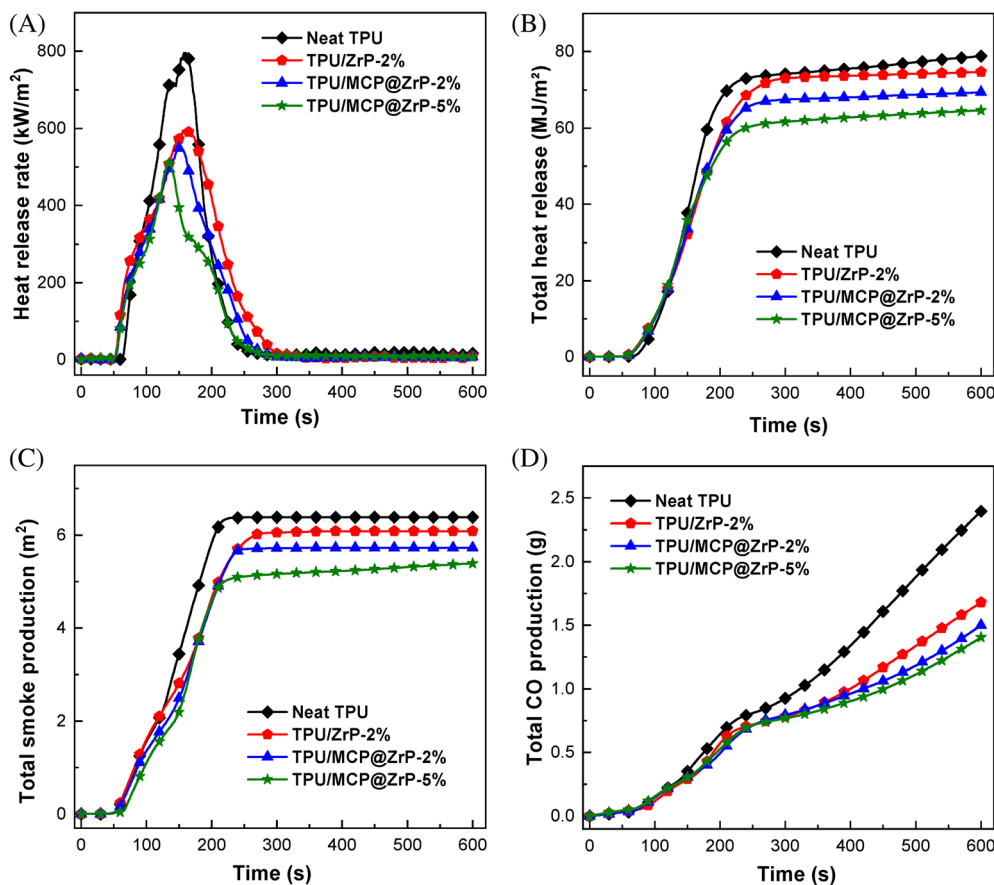 (A)
Heat release rate (kW/m²)
800
600
400
200
0
Neat TPU
TPU/ZrP-2%
TPU/MCP@ZrP-2%
TPU/MCP@ZrP-5%
0 100 200 300 400 500 600
Time (s)
(B)
Total heat release (MJ/m²)
80
60
40
20
0
Neat TPU
TPU/ZrP-2%
TPU/MCP@ZrP-2%
TPU/MCP@ZrP-5%
0 100 200 300 400 500 600
Time (s)
(C)
Total smoke production (m²)
6
4
2
0
Neat TPU
TPU/ZrP-2%
TPU/MCP@ZrP-2%
TPU/MCP@ZrP-5%
0 100 200 300 400 500 600
Time (s)
(D)
Total CO production (g)
2.5
2.0
1.5
1.0
0.5
0.0
Neat TPU
TPU/ZrP-2%
TPU/MCP@ZrP-2%
TPU/MCP@ZrP-5%
0 100 200 300 400 500 600
Time (s)